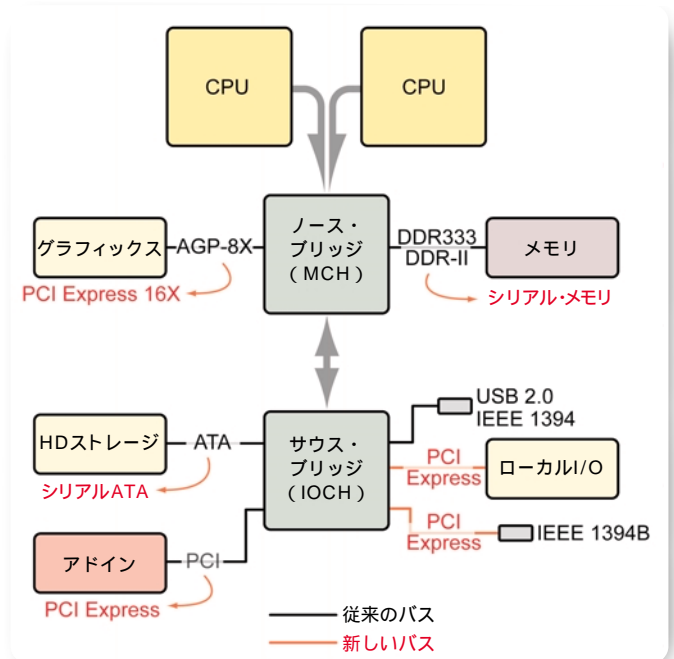 CPU
CPU
ノース・
ブリッジ
(MCH)
グラフィックス
AGP-8X
PCI Express 16X
DDR333
DDR-II
メモリ
シリアル・メモリ
HDストレージ
ATA
シリアルATA
サウス・
ブリッジ
(IOCH)
USB 2.0
IEEE 1394
PCI
Express
ローカルI/O
PCI
Express
IEEE 1394B
アドイン
PCI
PCI Express
従来のバス
新しいバス